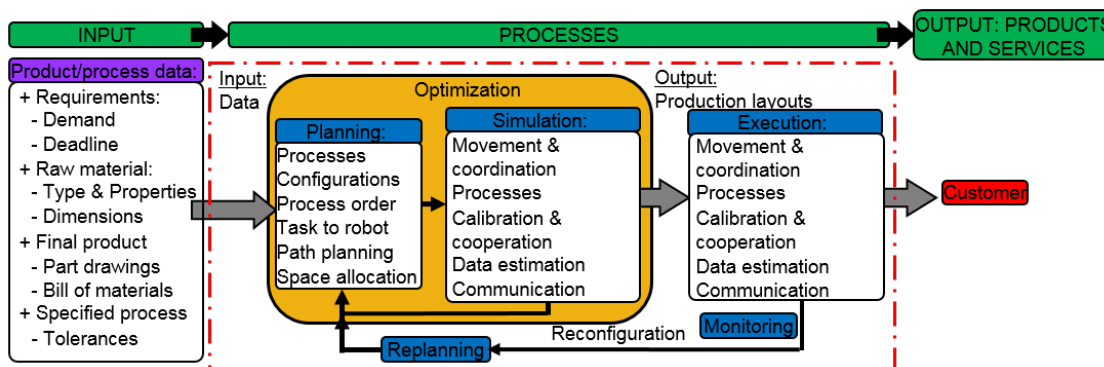 INPUT
PROCESSES
OUTPUT: PRODUCTS
AND SERVICES
Product/process data:
+ Requirements:
- Demand
- Deadline
+ Raw material:
- Type & Properties
- Dimensions
+ Final product
- Part drawings
- Bill of materials
+ Specified process
- Tolerances
Input:
Data
Optimization
Planning:
Processes
Configurations
Process order
Task to robot
Path planning
Space allocation
Simulation:
Movement &
coordination
Processes
Calibration &
cooperation
Data estimation
Communication
Output:
Production layouts
Execution:
Movement &
coordination
Processes
Calibration &
cooperation
Data estimation
Communication
Customer
Monitoring
Reconfiguration
Replanning